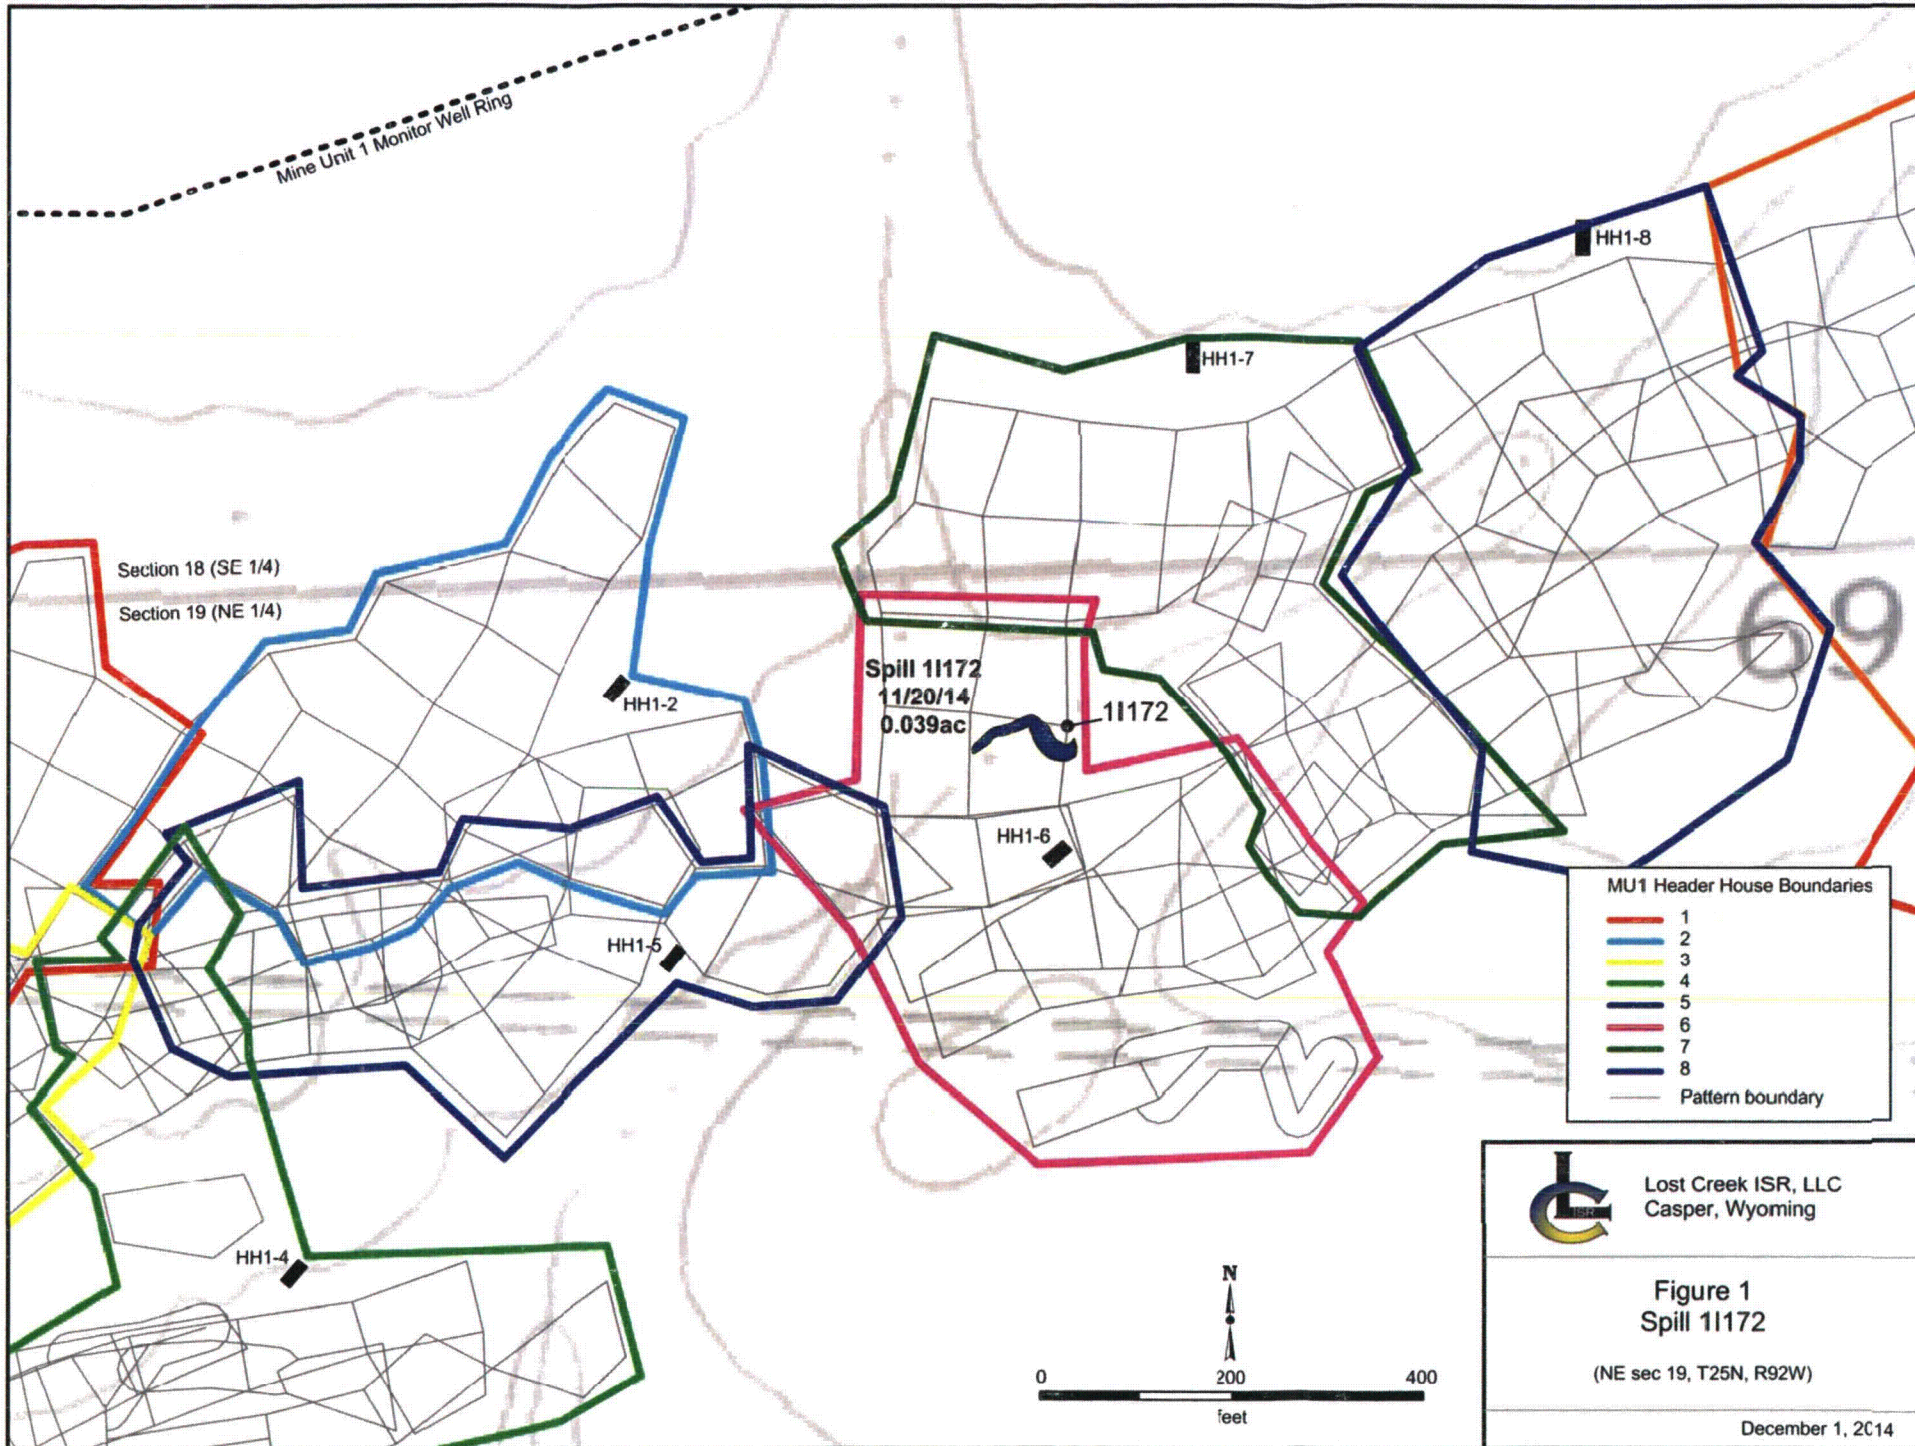 Mine Unit 1 Monitor Well Ring
HH1-8
HH1-7
Section 18 (SE 1/4)
Section 19 (NE 1/4)
69
HH1-2
Spill 1I172
11/20/14
0.039ac
1I172
HH1-6
HH1-5
HH1-4
MU1 Header House Boundaries
1
2
3
4
5
6
7
8
Pattern boundary
N
0 200 400
feet
LC ISR
Lost Creek ISR, LLC
Casper, Wyoming
Figure 1
Spill 1I172
(NE sec 19, T25N, R92W)
December 1, 2014